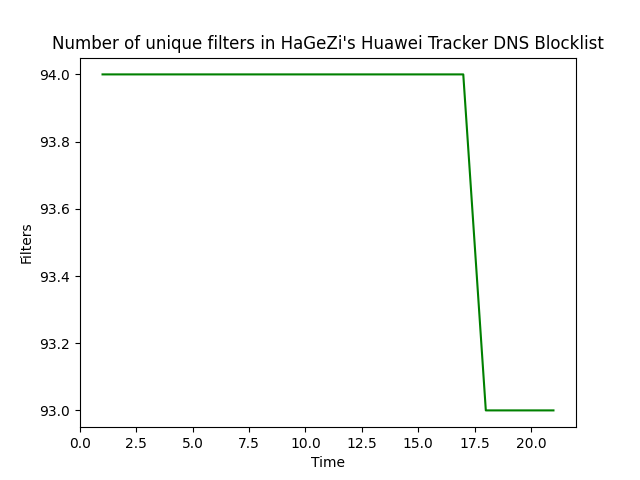 Number of unique filters in HaGeZi's Huawei Tracker DNS Blocklist
94.0
93.8
93.6
93.4
93.2
93.0
Filters
0.0 2.5 5.0 7.5 10.0 12.5 15.0 17.5 20.0
Time